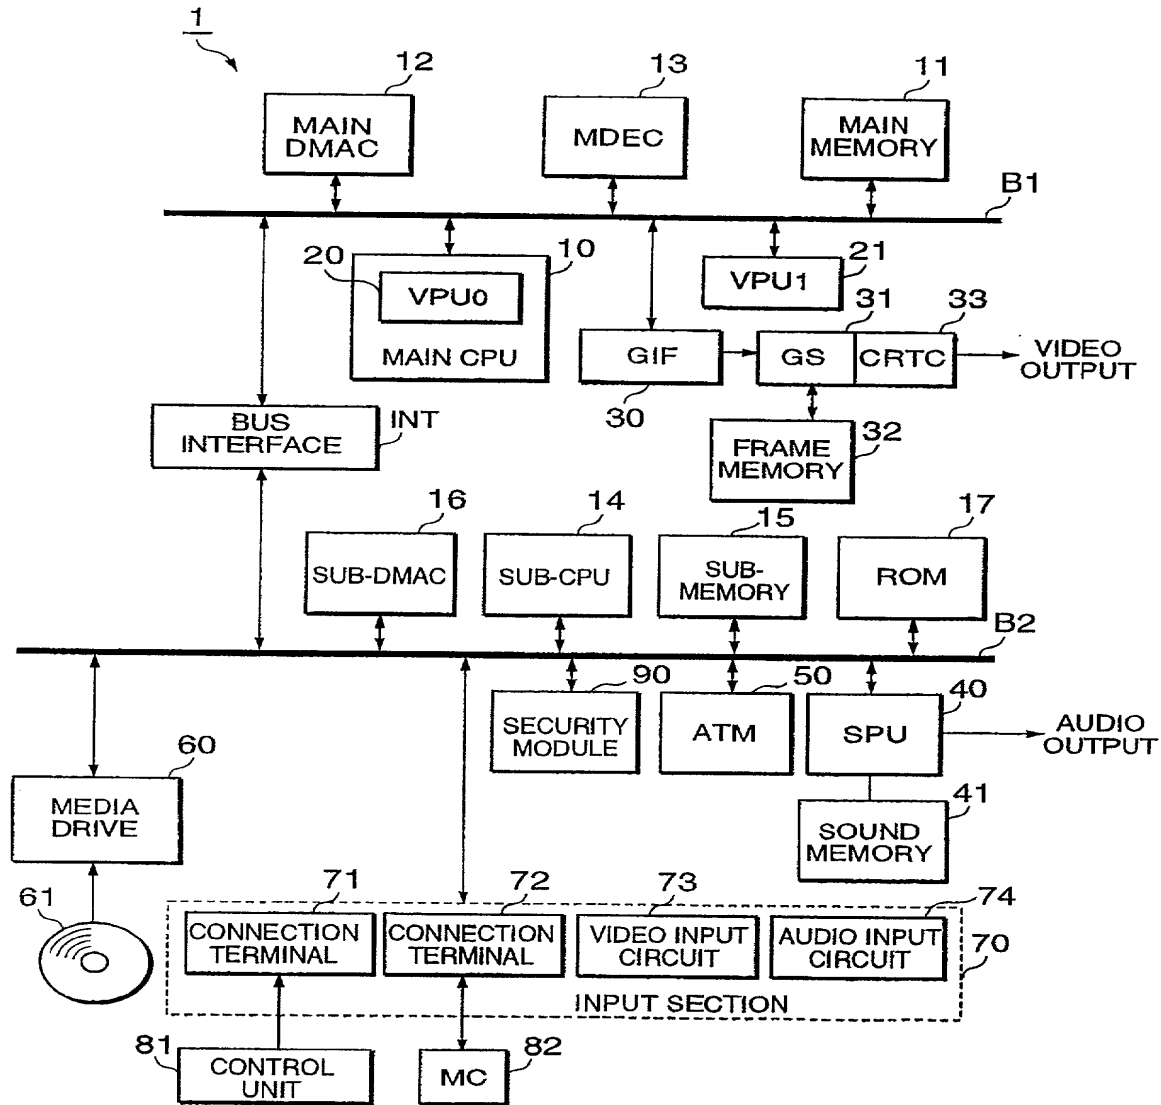 1
12
13
11
MAIN
DMAC
MDEC
MAIN
MEMORY
B1
20
10
21
VPU0
MAIN CPU
VPU1
31
33
GIF
GS
CRTC
VIDEO
OUTPUT
30
BUS
INTERFACE
INT
32
FRAME
MEMORY
16
14
15
17
SUB-DMAC
SUB-CPU
SUB-
MEMORY
ROM
B2
90
50
40
SECURITY
MODULE
ATM
SPU
AUDIO
OUTPUT
60
MEDIA
DRIVE
41
SOUND
MEMORY
61
71
72
73
74
CONNECTION
TERMINAL
CONNECTION
TERMINAL
VIDEO INPUT
CIRCUIT
AUDIO INPUT
CIRCUIT
70
INPUT SECTION
81
CONTROL
UNIT
MC
82